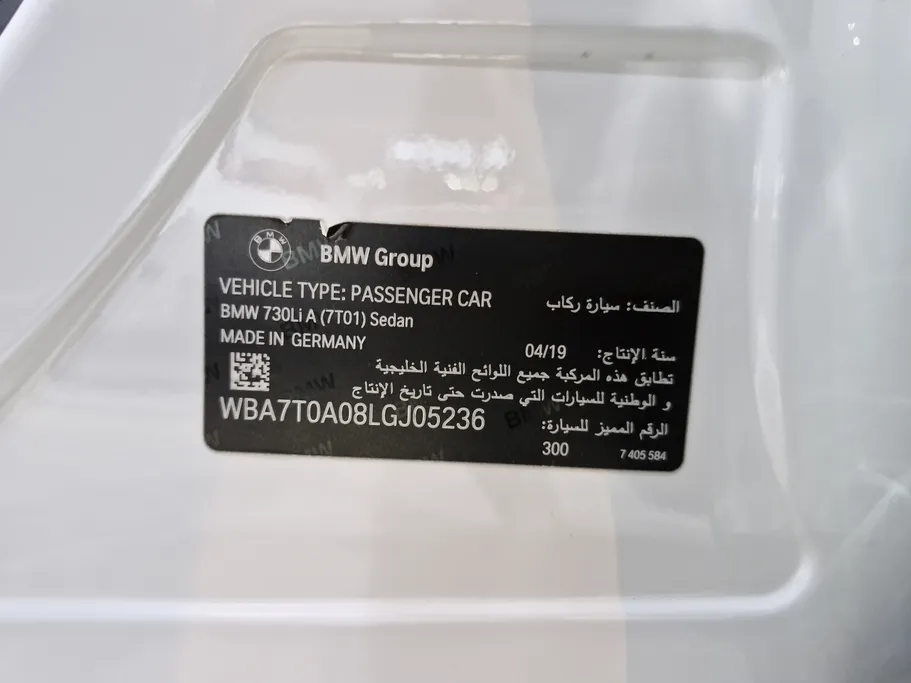 BMW
BMW Group
VEHICLE TYPE: PASSENGER CAR
الصنف: سيارة ركاب
BMW 730Li A (7T01) Sedan
MADE IN GERMANY
سنة الإنتاج: 04/19
تطابق هذه المركبة جميع اللوائح الفنية الخليجية
و الوطنية للسيارات التي صدرت حتى تاريخ الإنتاج
WBA7T0A08LGJ05236
الرقم المميز للسيارة:
300
7 405 584